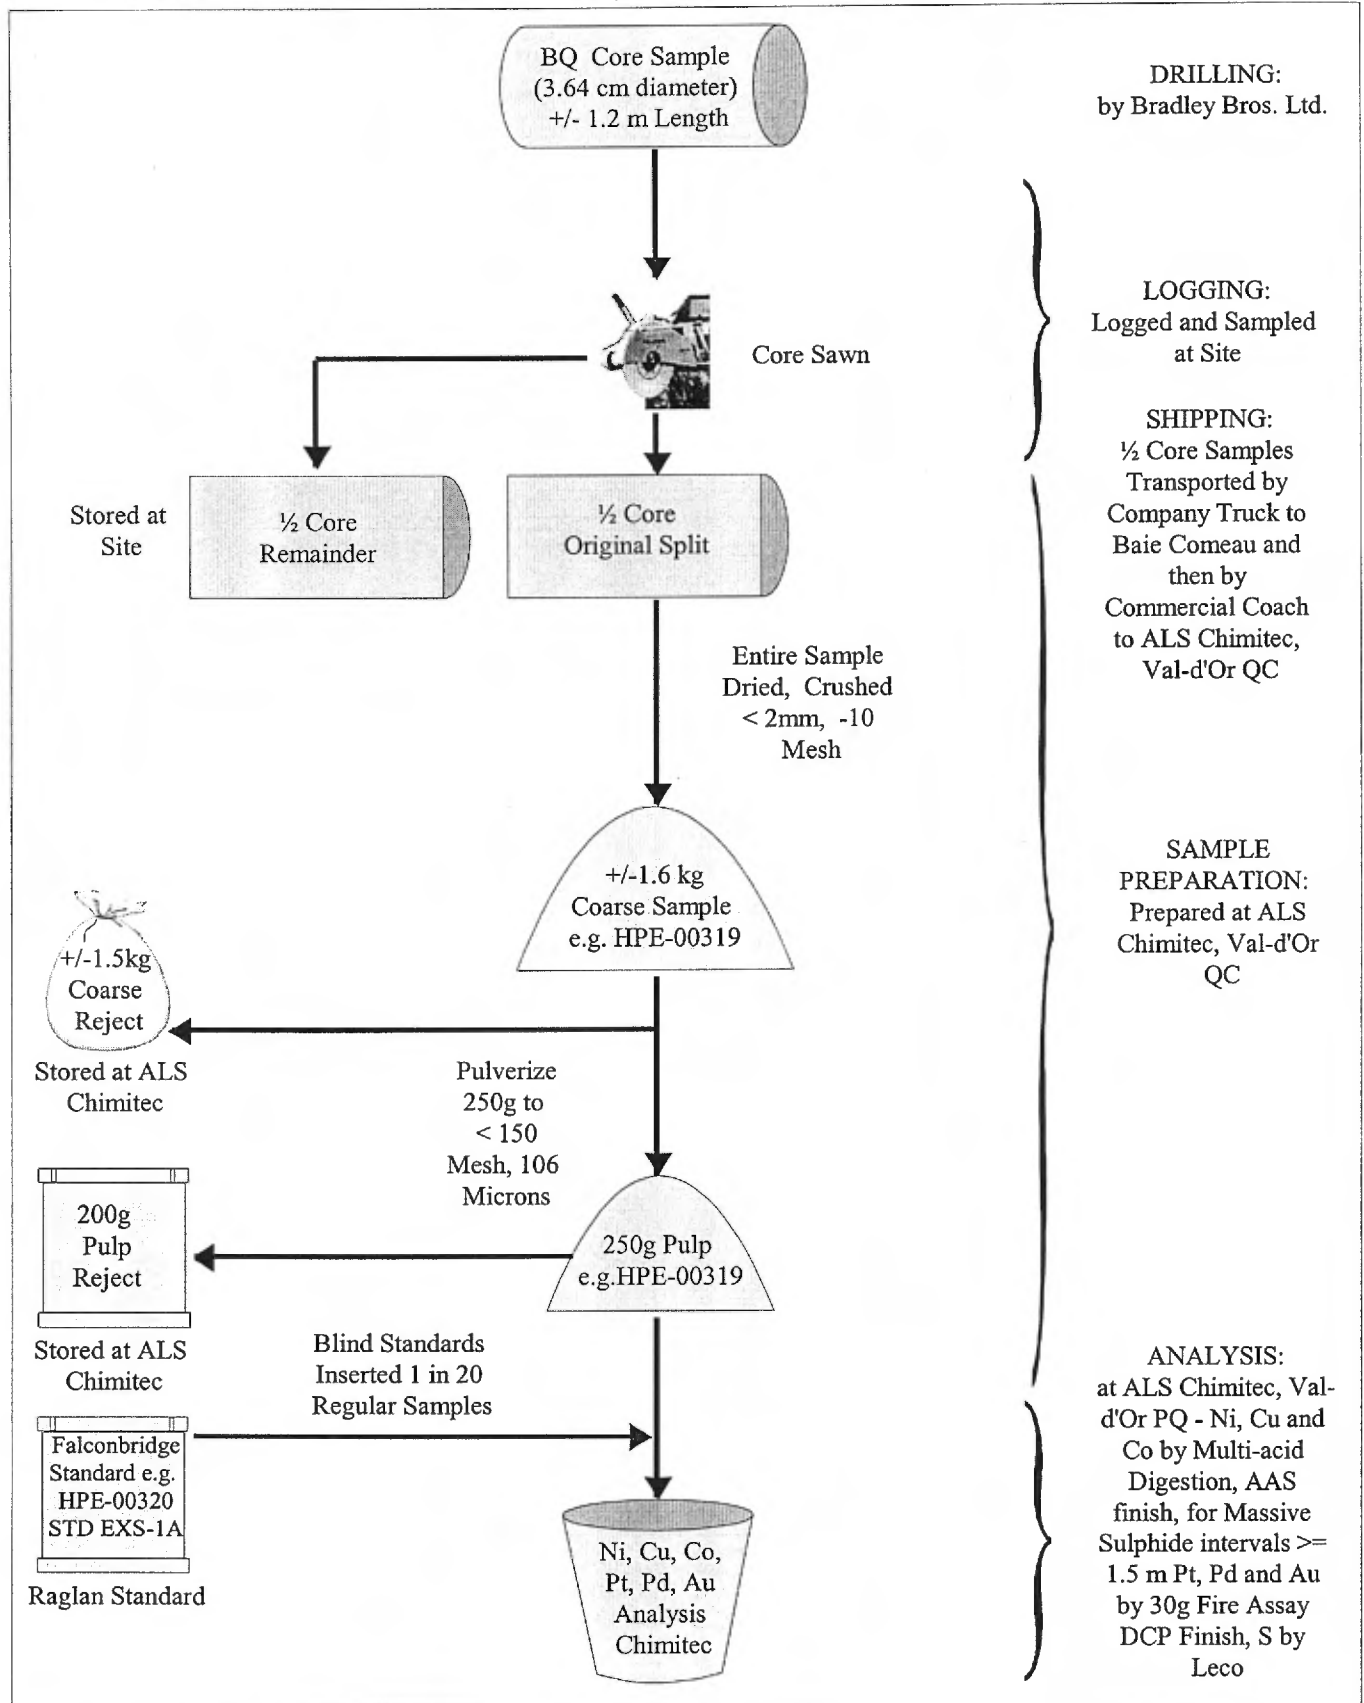 BQ Core Sample
(3.64 cm diameter)
+/- 1.2 m Length
DRILLING:
by Bradley Bros. Ltd.
Core Sawn
LOGGING:
Logged and Sampled
at Site
Stored at
Site
½ Core
Remainder
½ Core
Original Split
SHIPPING:
½ Core Samples
Transported by
Company Truck to
Baie Comeau and
then by
Commercial Coach
to ALS Chimitec,
Val-d'Or QC
Entire Sample
Dried, Crushed
< 2mm, -10
Mesh
+/-1.6 kg
Coarse Sample
e.g. HPE-00319
SAMPLE
PREPARATION:
Prepared at ALS
Chimitec, Val-d'Or
QC
+/-1.5kg
Coarse
Reject
Stored at ALS
Chimitec
Pulverize
250g to
< 150
Mesh, 106
Microns
200g
Pulp
Reject
Stored at ALS
Chimitec
250g Pulp
e.g.HPE-00319
Blind Standards
Inserted 1 in 20
Regular Samples
Falconbridge
Standard e.g.
HPE-00320
STD EXS-1A
Raglan Standard
Ni, Cu, Co,
Pt, Pd, Au
Analysis
Chimitec
ANALYSIS:
at ALS Chimitec, Val-
d'Or PQ - Ni, Cu and
Co by Multi-acid
Digestion, AAS
finish, for Massive
Sulphide intervals >=
1.5 m Pt, Pd and Au
by 30g Fire Assay
DCP Finish, S by
Leco